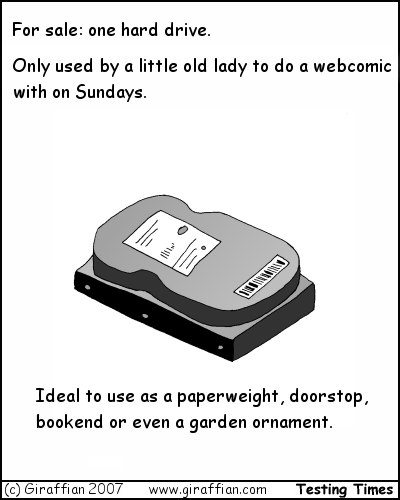 For sale: one hard drive.
Only used by a little old lady to do a webcomic
with on Sundays.
Ideal to use as a paperweight, doorstop,
bookend or even a garden ornament.
(c) Giraffian 2007 www.giraffian.com Testing Times